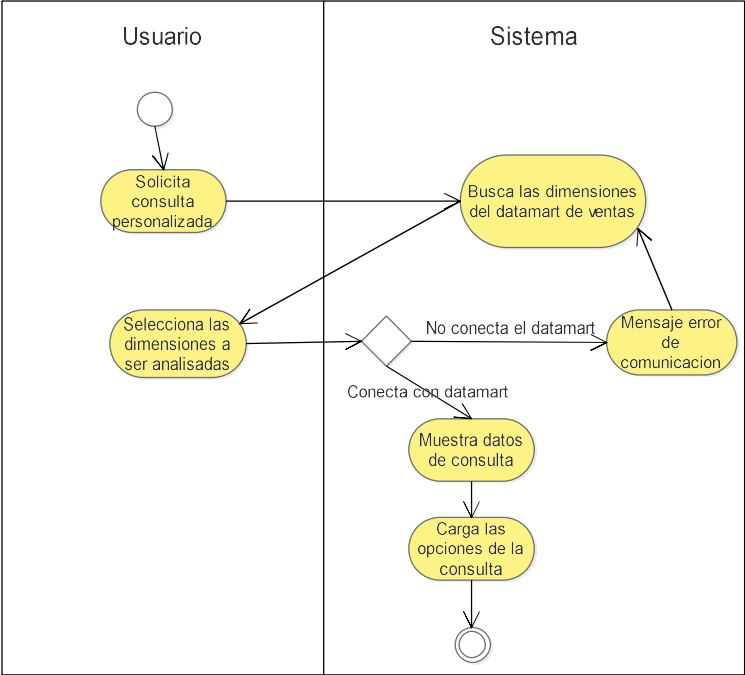 Usuario
Sistema
Solicita
consulta
personalizada
Busca las dimensiones
del datamart de ventas
Selecciona las
dimensiones a
ser analisadas
No conecta el datamart
Mensaje error
de
comunicacion
Conecta con datamart
Muestra datos
de consulta
Carga las
opciones de la
consulta